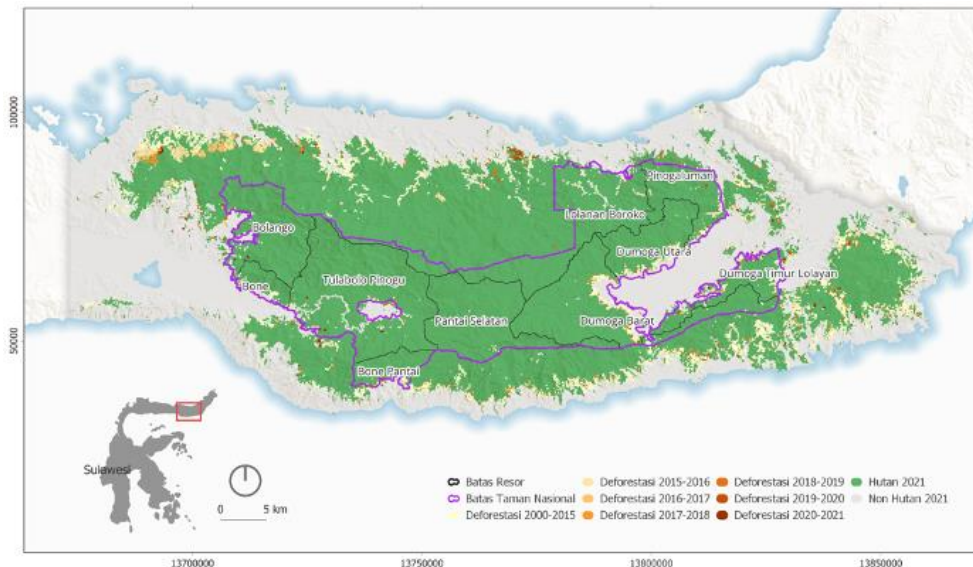 100000
50000
Pinogaluman
Lolanan Boroko
Bolango
Dumoga Utara
Tulabolo Pinogu
Dumoga Timur Lolayan
Bone
Pantai Selatan
Dumoga Barat
Bone Pantai
Sulawesi
0 5 km
Batas Resor
Batas Taman Nasional
Deforestasi 2000-2015
Deforestasi 2015-2016
Deforestasi 2016-2017
Deforestasi 2017-2018
Deforestasi 2018-2019
Deforestasi 2019-2020
Deforestasi 2020-2021
Hutan 2021
Non Hutan 2021
13700000 13750000 13800000 13850000